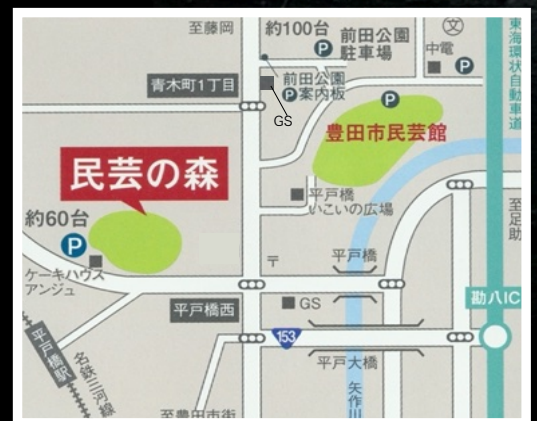 至藤岡
約100台
P
前田公園
駐車場
文
中電
P
東海環状自動車道
青木町1丁目
前田公園
P案内板
GS
P
豊田市民芸館
民芸の森
約60台
P
ケーキハウス
アンジュ
平戸橋
いこいの広場
至足助
〒
平戸橋
勘八IC
平戸橋西
GS
153
平戸橋駅
名鉄三河線
平戸大橋
矢作川
至豊田市街